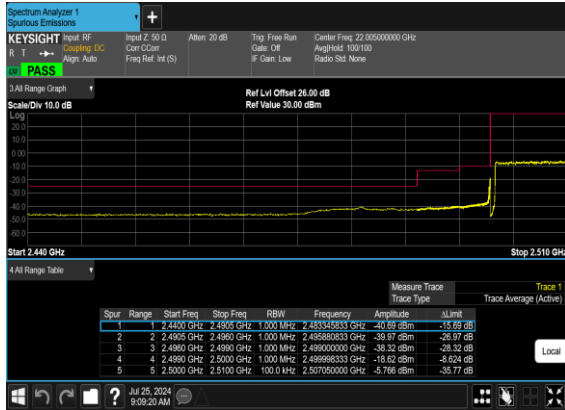 Spectrum Analyzer 1
Spurious Emissions
+
KEYSIGHT Input: RF Input Z: 50 Ω Atten: 20 dB Trig: Free Run Center Freq: 22.005000000 GHz
R T Coupling: DC Corr CCorr Gate: Off Avg|Hold: 100/100
Align: Auto Freq Ref: Int (S) IF Gain: Low Radio Std: None
PASS
3 All Range Graph
Ref Lvl Offset 26.00 dB
Scale/Div 10.0 dB Ref Value 30.00 dBm
Log
20.0
10.0
0.00
-10.0
-20.0
-30.0
-40.0
-50.0
-60.0
Start 2.440 GHz Stop 2.510 GHz
4 All Range Table
Measure Trace Trace 1
Trace Type Trace Average (Active)
Spur Range Start Freq Stop Freq RBW Frequency Amplitude ΔLimit
1 1 2.4400 GHz 2.4905 GHz 1.000 MHz 2.483345833 GHz -40.69 dBm -15.69 dB
2 2 2.4905 GHz 2.4960 GHz 1.000 MHz 2.495880833 GHz -39.97 dBm -26.97 dB
3 3 2.4960 GHz 2.4990 GHz 1.000 MHz 2.499000000 GHz -38.32 dBm -28.32 dB
4 4 2.4990 GHz 2.5000 GHz 1.000 MHz 2.499998333 GHz -18.62 dBm -8.624 dB
5 5 2.5000 GHz 2.5100 GHz 100.0 kHz 2.507050000 GHz -5.766 dBm -35.77 dB
Local
? Jul 25, 2024
9:09:20 AM